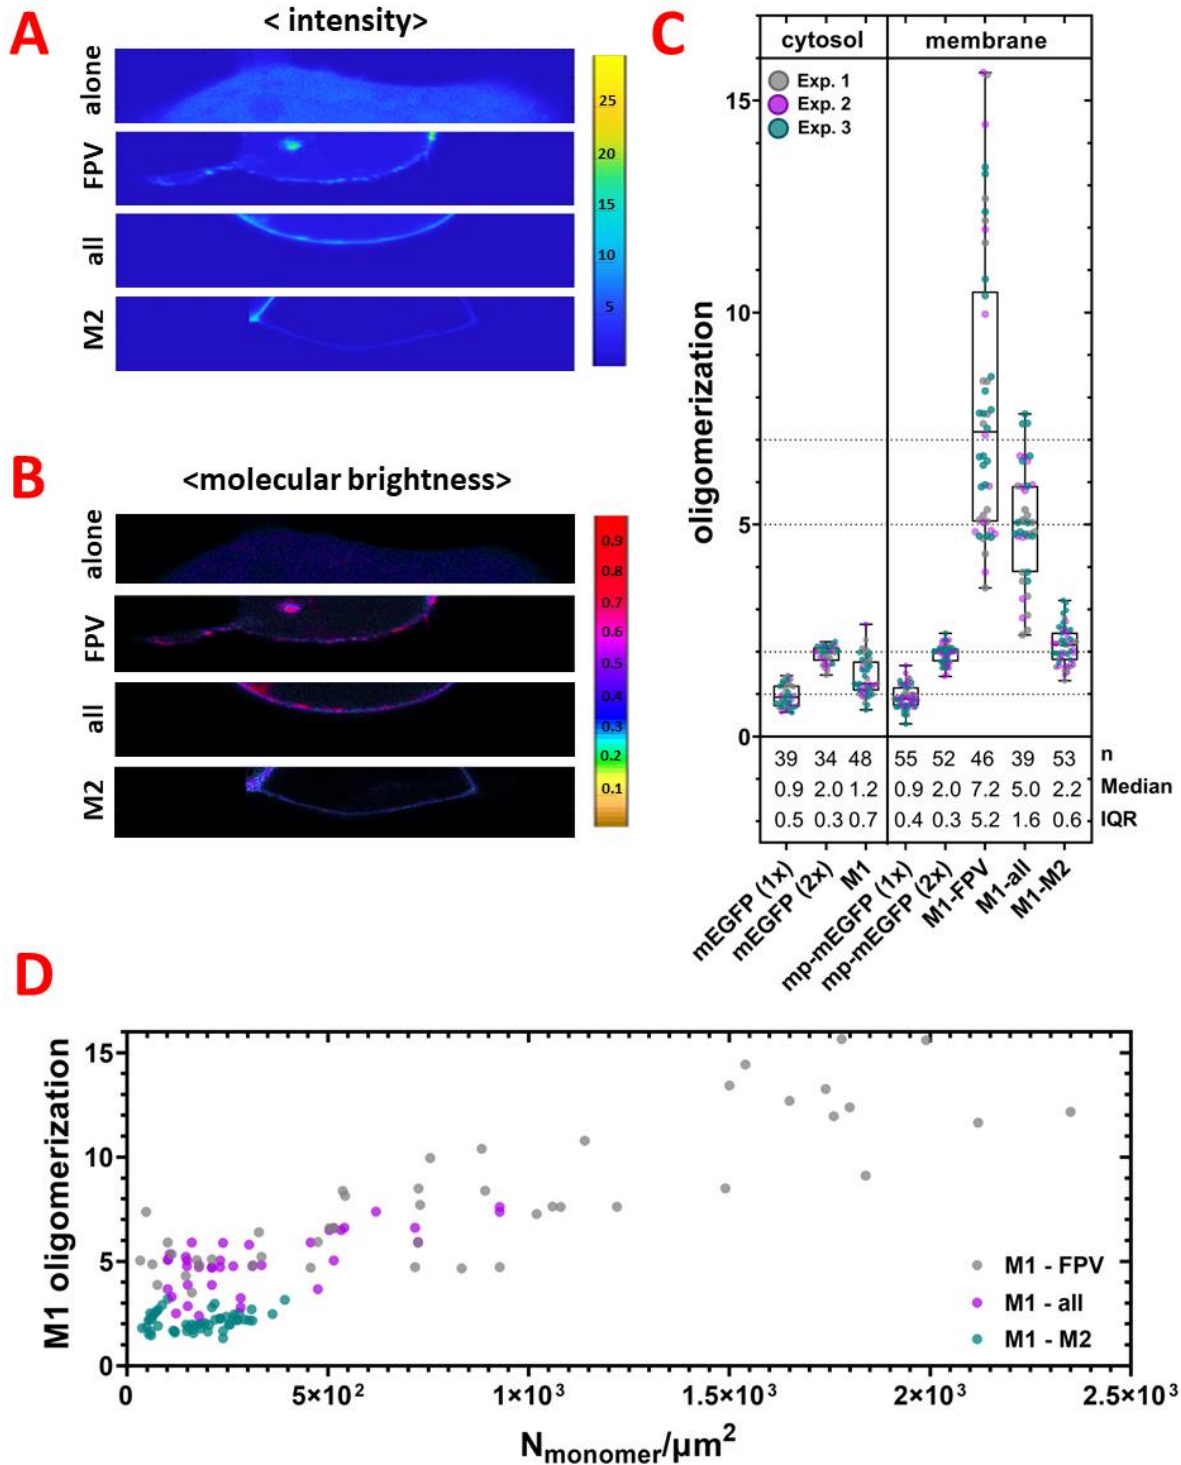 A
< intensity>
alone
FPV
all
M2
25
20
15
10
5
B
<molecular brightness>
alone
FPV
all
M2
0.9
0.8
0.7
0.6
0.5
0.4
0.3
0.2
0.1
C
cytosol membrane
Exp. 1
Exp. 2
Exp. 3
oligomerization
15
10
5
0
39 34 48 55 52 46 39 53 n
0.9 2.0 1.2 0.9 2.0 7.2 5.0 2.2 Median
0.5 0.3 0.7 0.4 0.3 5.2 1.6 0.6 IQR
mEGFP (1x)
mEGFP (2x)
M1
mp-mEGFP (1x)
mp-mEGFP (2x)
M1-FPV
M1-all
M1-M2
D
M1 oligomerization
15
10
5
0
M1 - FPV
M1 - all
M1 - M2
0 5×10² 1×10³ 1.5×10³ 2×10³ 2.5×10³
Nmonomer/µm²